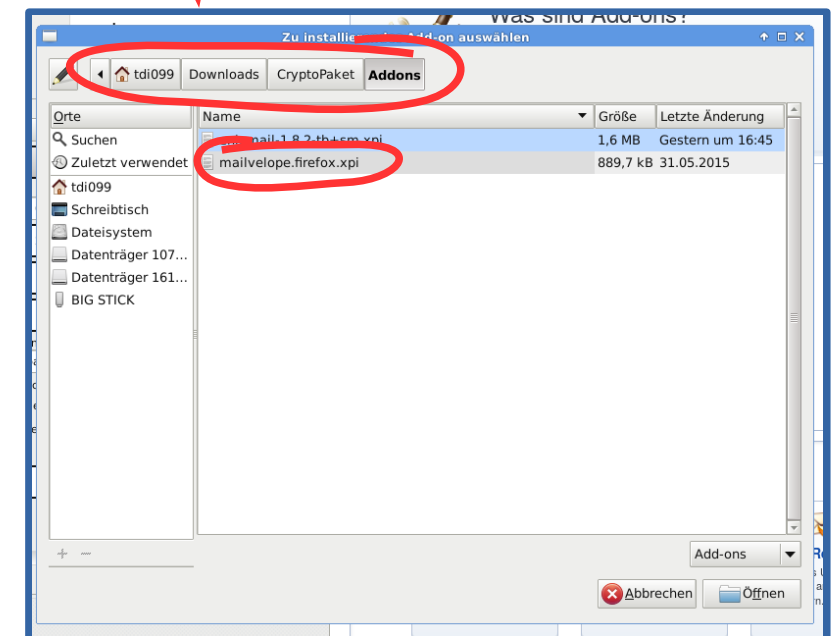 Was sind Add-ons?
Zu installierendes Add-on auswählen
tdi099 Downloads CryptoPaket Addons
Orte Name Größe Letzte Änderung
Suchen 1,6 MB Gestern um 16:45
Zuletzt verwendet mailvelope.firefox.xpi 889,7 kB 31.05.2015
tdi099
Schreibtisch
Dateisystem
Datenträger 107...
Datenträger 161...
BIG STICK
Add-ons
Abbrechen Öffnen